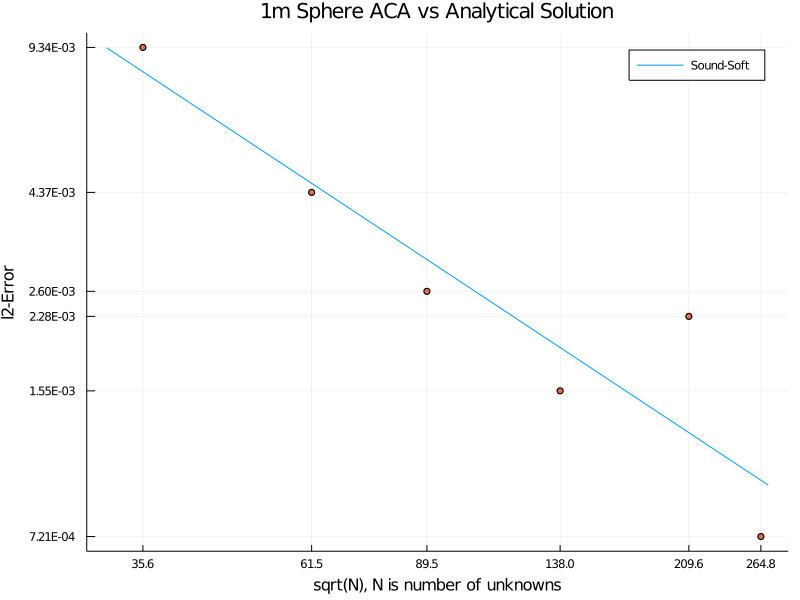 1m Sphere ACA vs Analytical Solution
Sound-Soft
l2-Error
9.34E-03
4.37E-03
2.60E-03
2.28E-03
1.55E-03
7.21E-04
35.6 61.5 89.5 138.0 209.6 264.8
sqrt(N), N is number of unknowns